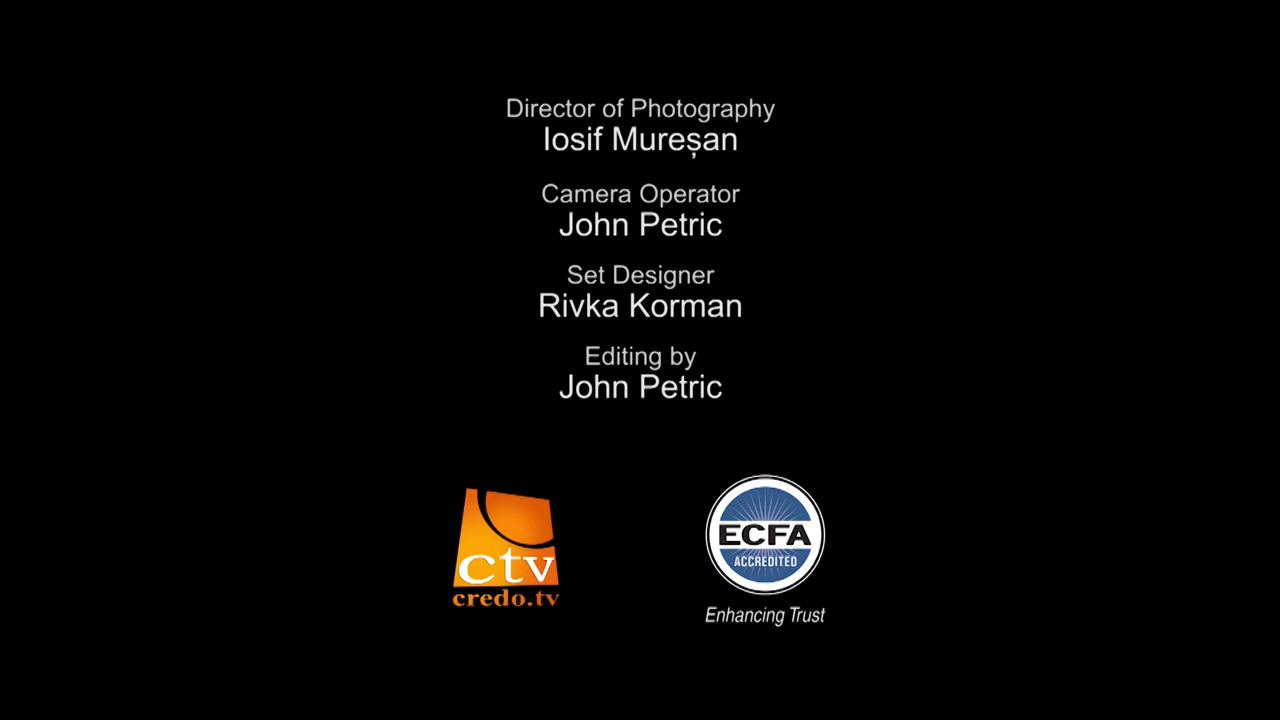 Director of Photography
Iosif Mureșan
Camera Operator
John Petric
Set Designer
Rivka Korman
Editing by
John Petric
ctv
credo.tv
ECFA
ACCREDITED
Enhancing Trust